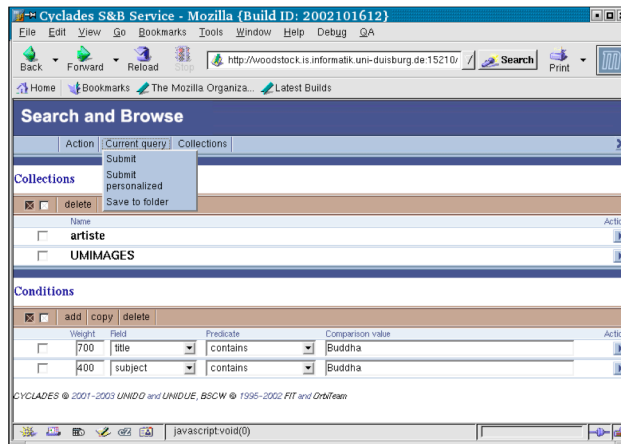 Cyclades S&B Service - Mozilla {Build ID: 2002101612}
File Edit View Go Bookmarks Tools Window Help Debug QA
Back Forward Reload Stop http://woodstock.is.informatik.uni-duisburg.de:15210/ Search Print
Home Bookmarks The Mozilla Organiza... Latest Builds
Search and Browse
Action Current query Collections
Submit
Submit
personalized
Save to folder
Collections
delete
Name Actio
artiste
UMIMAGES
Conditions
add copy delete
Weight Field Predicate Comparison value Actio
700 title contains Buddha
400 subject contains Buddha
CYCLADES © 2001-2003 UNIDO and UNIDUE, BSCW © 1995-2002 FIT and OrbiTeam
javascript:void(0)